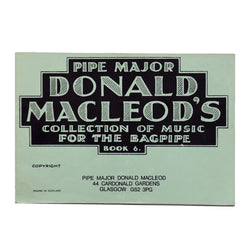 PIPE MAJOR
DONALD
MACLEOD'S
COLLECTION OF MUSIC
FOR THE BAGPIPE
BOOK 6.
COPYRIGHT
PIPE MAJOR DONALD MACLEOD
44 CARDONALD GARDENS
GLASGOW G52 3PG